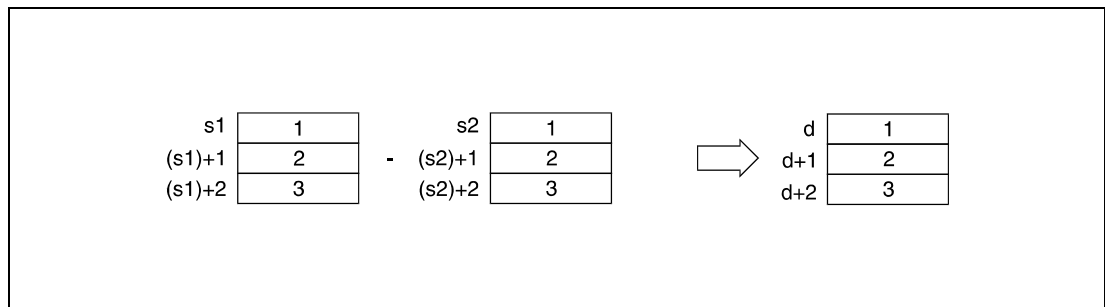 s1 1 s2 1 d 1
(s1)+1 2 - (s2)+1 2 d+1 2
(s1)+2 3 (s2)+2 3 d+2 3